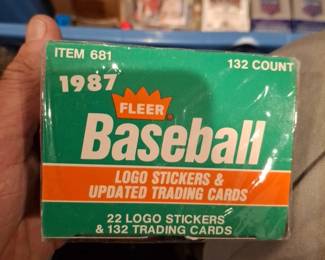 ITEM 681 132 COUNT
1987
FLEER
Baseball
LOGO STICKERS &
UPDATED TRADING CARDS
22 LOGO STICKERS
& 132 TRADING CARDS